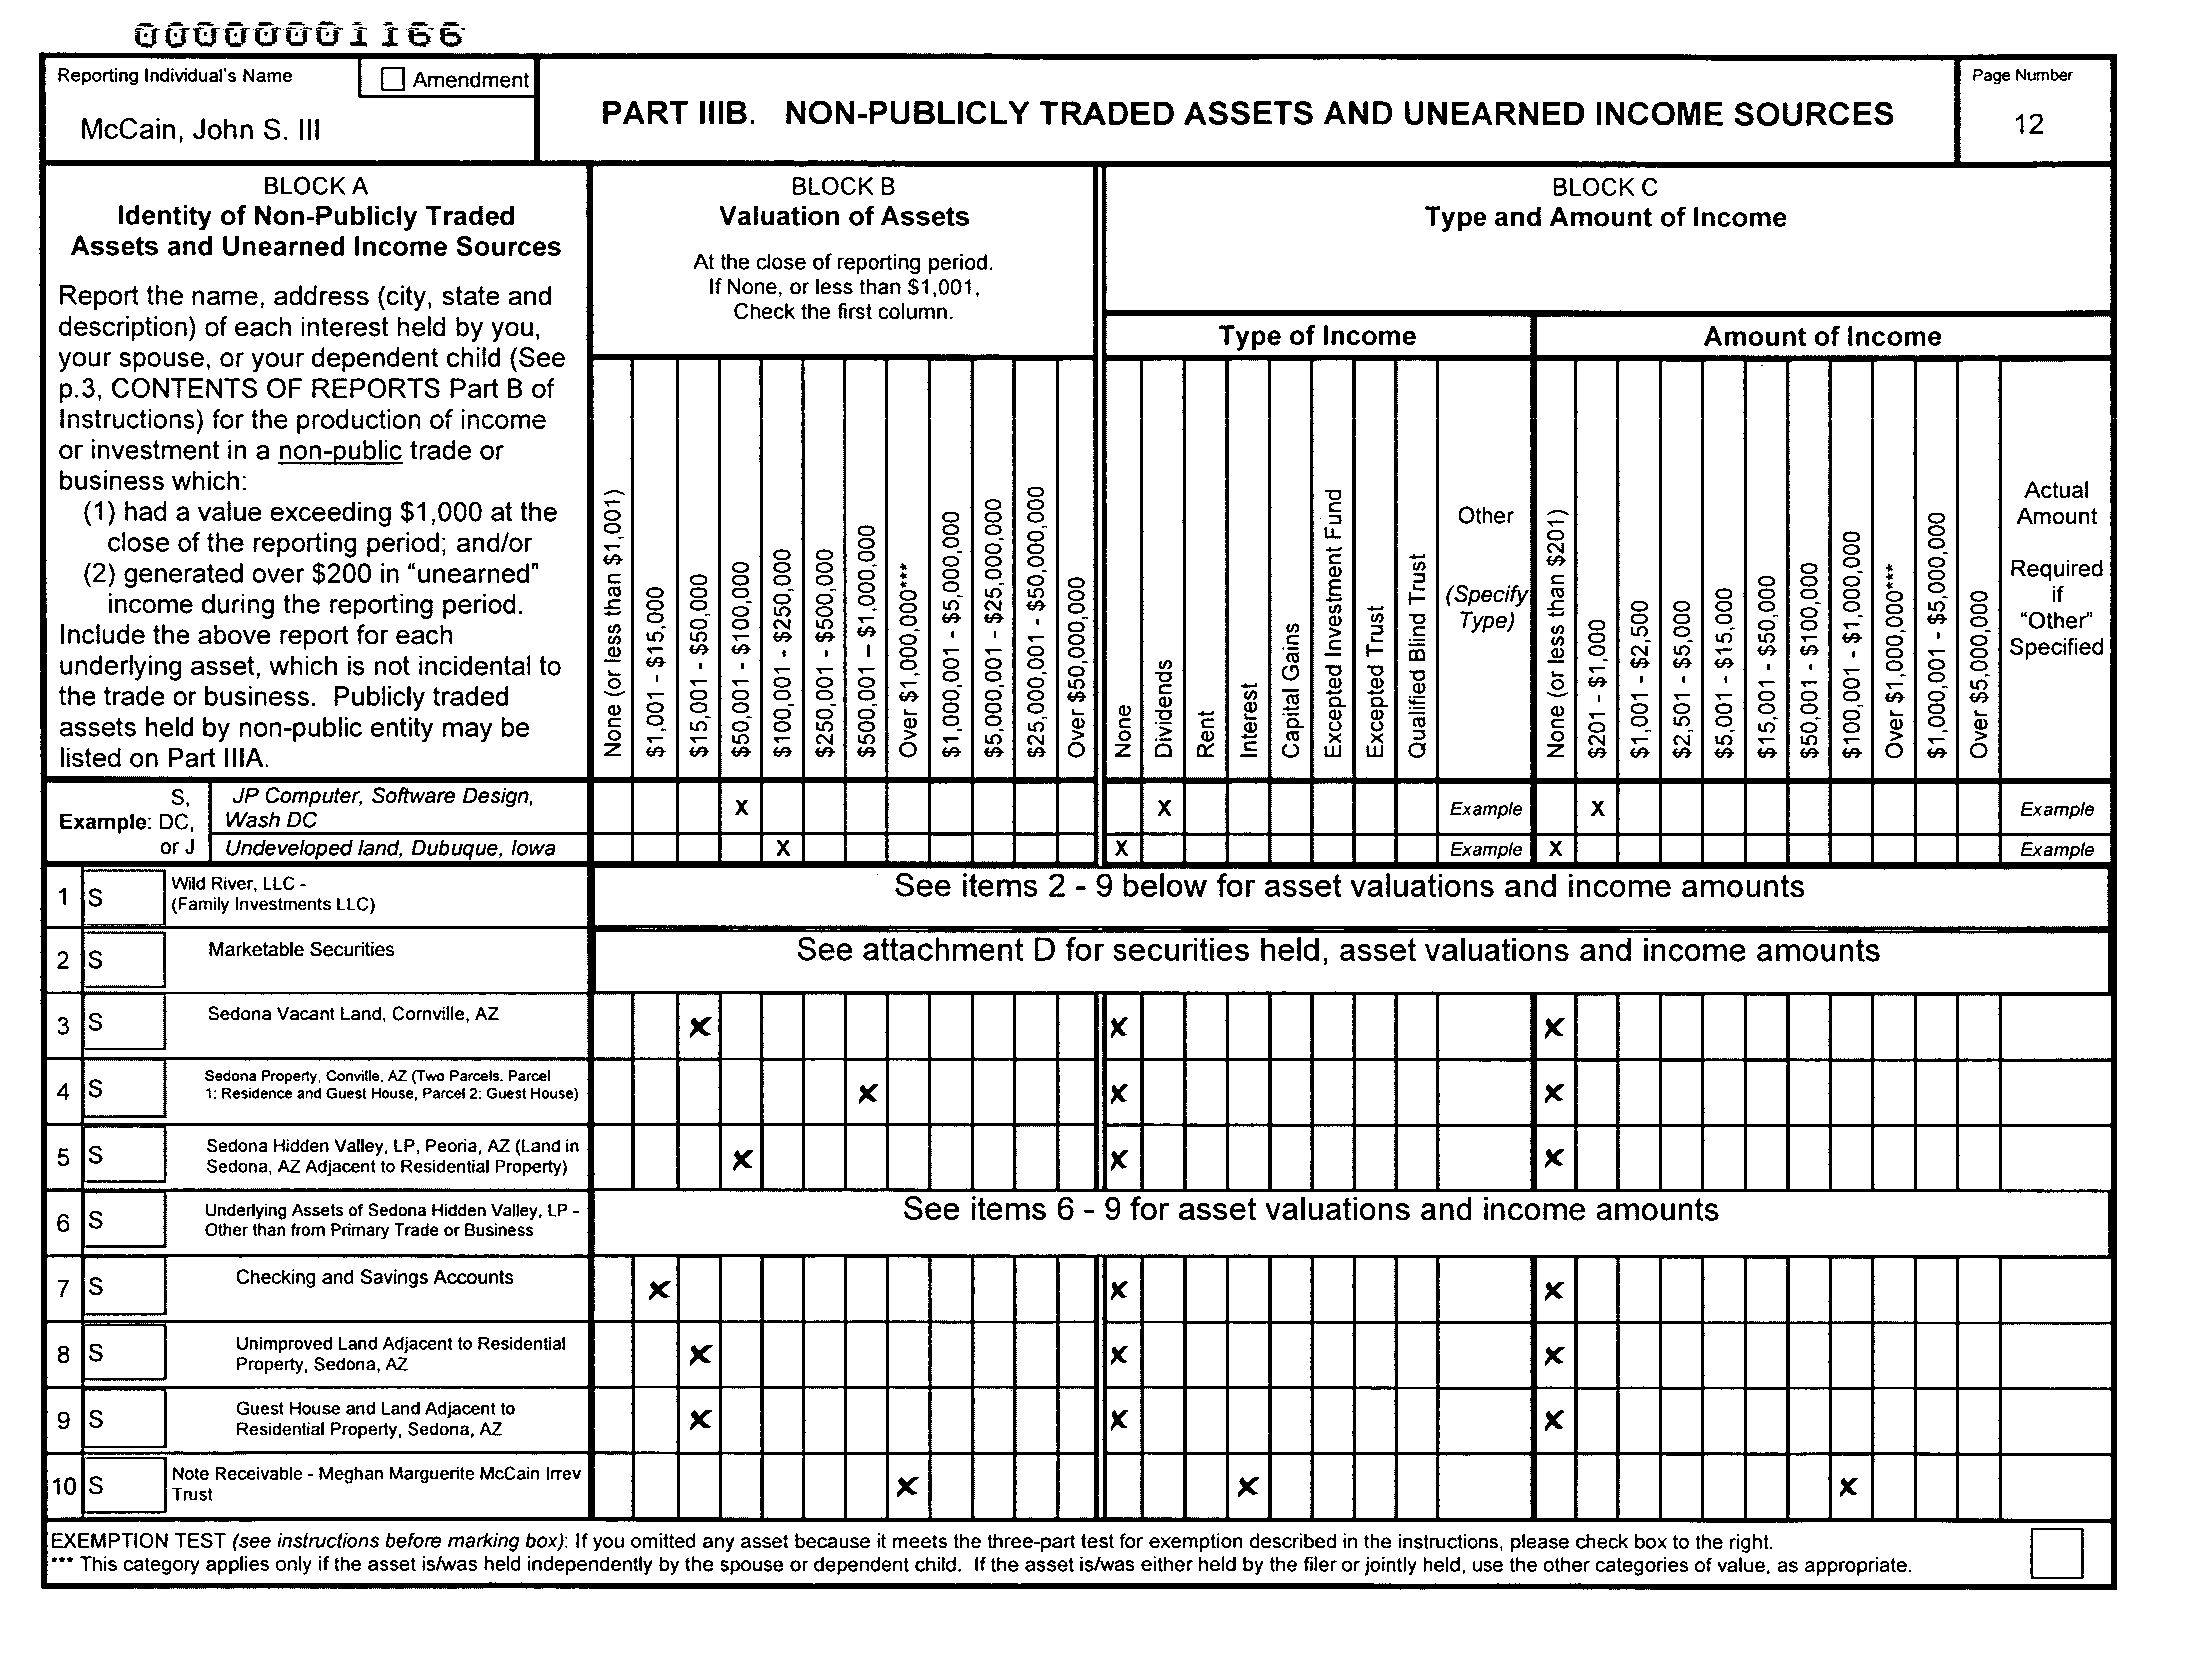 00000001166
Reporting Individual's Name
☐ Amendment
McCain, John S. III
PART IIIB. NON-PUBLICLY TRADED ASSETS AND UNEARNED INCOME SOURCES
Page Number
12
BLOCK A
Identity of Non-Publicly Traded
Assets and Unearned Income Sources
Report the name, address (city, state and
description) of each interest held by you,
your spouse, or your dependent child (See
p.3, CONTENTS OF REPORTS Part B of
Instructions) for the production of income
or investment in a non-public trade or
business which:
(1) had a value exceeding $1,000 at the
close of the reporting period; and/or
(2) generated over $200 in "unearned"
income during the reporting period.
Include the above report for each
underlying asset, which is not incidental to
the trade or business. Publicly traded
assets held by non-public entity may be
listed on Part IIIA.
BLOCK B
Valuation of Assets
At the close of reporting period.
If None, or less than $1,001,
Check the first column.
None (or less than $1,001)
$1,001 - $15,000
$15,001 - $50,000
$50,001 - $100,000
$100,001 - $250,000
$250,001 - $500,000
$500,001 - $1,000,000
Over $1,000,000***
$1,000,001 - $5,000,000
$5,000,001 - $25,000,000
$25,000,001 - $50,000,000
Over $50,000,000
BLOCK C
Type and Amount of Income
Type of Income
None
Dividends
Rent
Interest
Capital Gains
Excepted Investment Fund
Excepted Trust
Qualified Blind Trust
Other
(Specify
Type)
Amount of Income
None (or less than $201)
$201 - $1,000
$1,001 - $2,500
$2,501 - $5,000
$5,001 - $15,000
$15,001 - $50,000
$50,001 - $100,000
$100,001 - $1,000,000
Over $1,000,000***
$1,000,001 - $5,000,000
Over $5,000,000
Actual
Amount
Required
if
"Other"
Specified
Example:
S,
DC,
or J
JP Computer, Software Design,
Wash DC
X X Example X Example
Undeveloped land, Dubuque, Iowa X X Example X Example
1 S Wild River, LLC -
(Family Investments LLC)
See items 2 - 9 below for asset valuations and income amounts
2 S Marketable Securities
See attachment D for securities held, asset valuations and income amounts
3 S Sedona Vacant Land, Cornville, AZ X X X
4 S Sedona Property, Conville, AZ (Two Parcels. Parcel
1: Residence and Guest House, Parcel 2: Guest House) X X X
5 S Sedona Hidden Valley, LP, Peoria, AZ (Land in
Sedona, AZ Adjacent to Residential Property) X X X
6 S Underlying Assets of Sedona Hidden Valley, LP -
Other than from Primary Trade or Business
See items 6 - 9 for asset valuations and income amounts
7 S Checking and Savings Accounts X X X
8 S Unimproved Land Adjacent to Residential
Property, Sedona, AZ X X X
9 S Guest House and Land Adjacent to
Residential Property, Sedona, AZ X X X
10 S Note Receivable - Meghan Marguerite McCain Irrev
Trust X X X
EXEMPTION TEST (see instructions before marking box): If you omitted any asset because it meets the three-part test for exemption described in the instructions, please check box to the right.
*** This category applies only if the asset is/was held independently by the spouse or dependent child. If the asset is/was either held by the filer or jointly held, use the other categories of value, as appropriate.